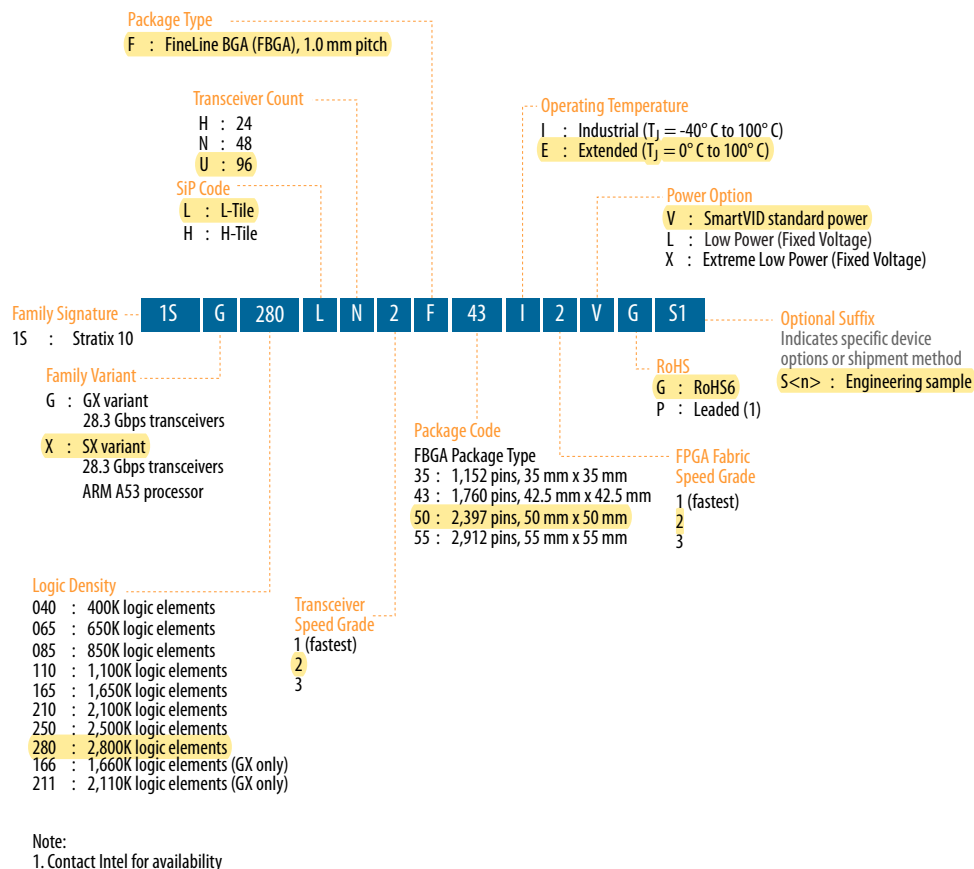 Package Type
F : FineLine BGA (FBGA), 1.0 mm pitch
Transceiver Count
H : 24
N : 48
U : 96
SiP Code
L : L-Tile
H : H-Tile
Operating Temperature
I : Industrial (TJ = -40° C to 100° C)
E : Extended (TJ = 0° C to 100° C)
Power Option
V : SmartVID standard power
L : Low Power (Fixed Voltage)
X : Extreme Low Power (Fixed Voltage)
1S G 280 L N 2 F 43 I 2 V G S1
Family Signature
1S : Stratix 10
Optional Suffix
Indicates specific device
options or shipment method
S<n> : Engineering sample
Family Variant
G : GX variant
28.3 Gbps transceivers
X : SX variant
28.3 Gbps transceivers
ARM A53 processor
RoHS
G : RoHS6
P : Leaded (1)
Package Code
FBGA Package Type
35 : 1,152 pins, 35 mm x 35 mm
43 : 1,760 pins, 42.5 mm x 42.5 mm
50 : 2,397 pins, 50 mm x 50 mm
55 : 2,912 pins, 55 mm x 55 mm
FPGA Fabric
Speed Grade
1 (fastest)
2
3
Logic Density
040 : 400K logic elements
065 : 650K logic elements
085 : 850K logic elements
110 : 1,100K logic elements
165 : 1,650K logic elements
210 : 2,100K logic elements
250 : 2,500K logic elements
280 : 2,800K logic elements
166 : 1,660K logic elements (GX only)
211 : 2,110K logic elements (GX only)
Transceiver
Speed Grade
1 (fastest)
2
3
Note:
1. Contact Intel for availability